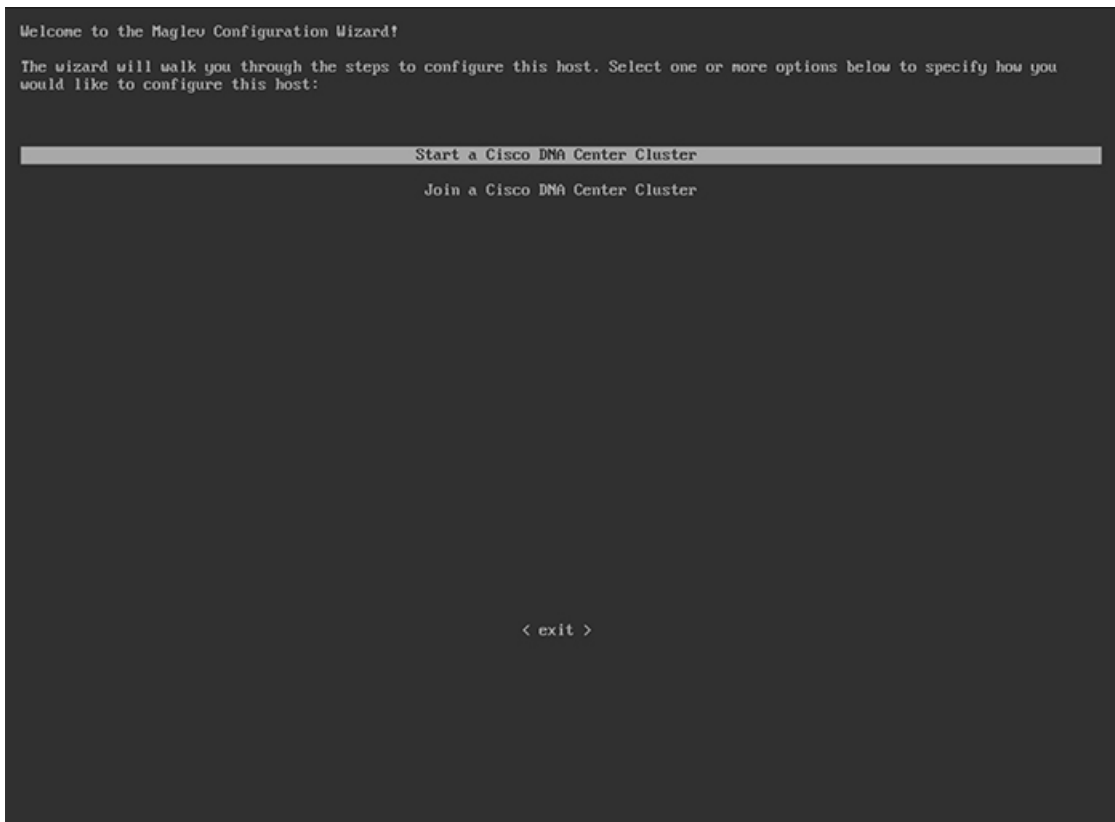 Welcome to the Maglev Configuration Wizard!
The wizard will walk you through the steps to configure this host. Select one or more options below to specify how you
would like to configure this host:
Start a Cisco DNA Center Cluster
Join a Cisco DNA Center Cluster
< exit >